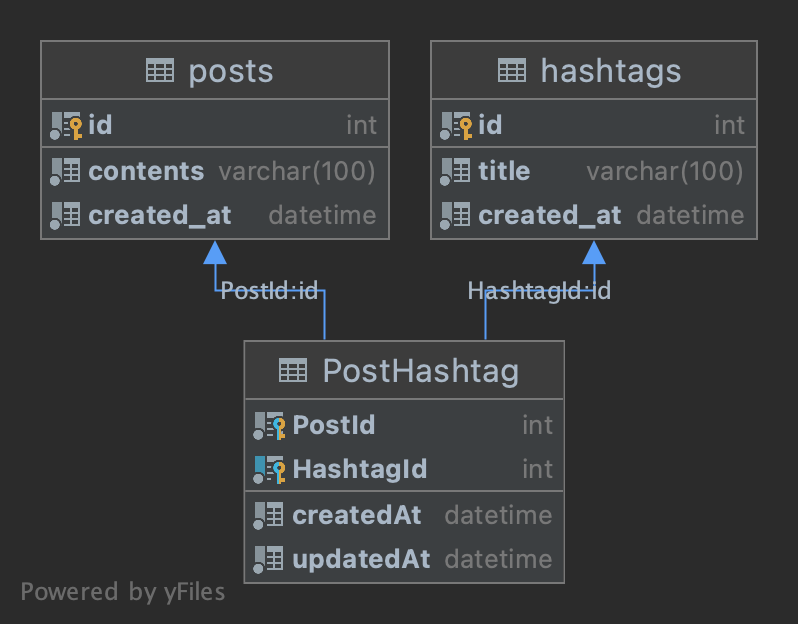 posts
id int
contents varchar(100)
created_at datetime
hashtags
id int
title varchar(100)
created_at datetime
PostId:id
HashtagId:id
PostHashtag
PostId int
HashtagId int
createdAt datetime
updatedAt datetime
Powered by yFiles